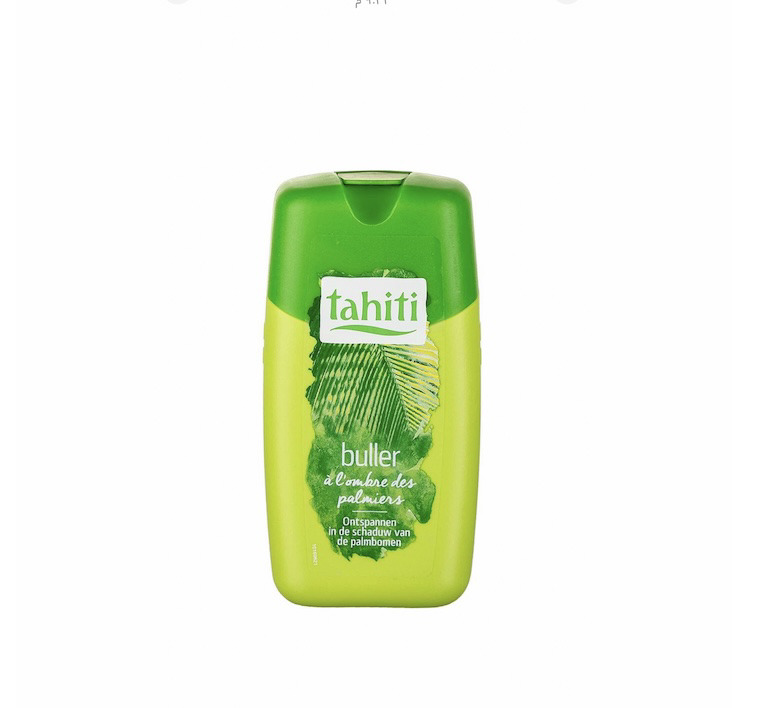 tahiti
buller
à l'ombre des
palmiers
Ontspannen
in de schaduw van
de palmbomen